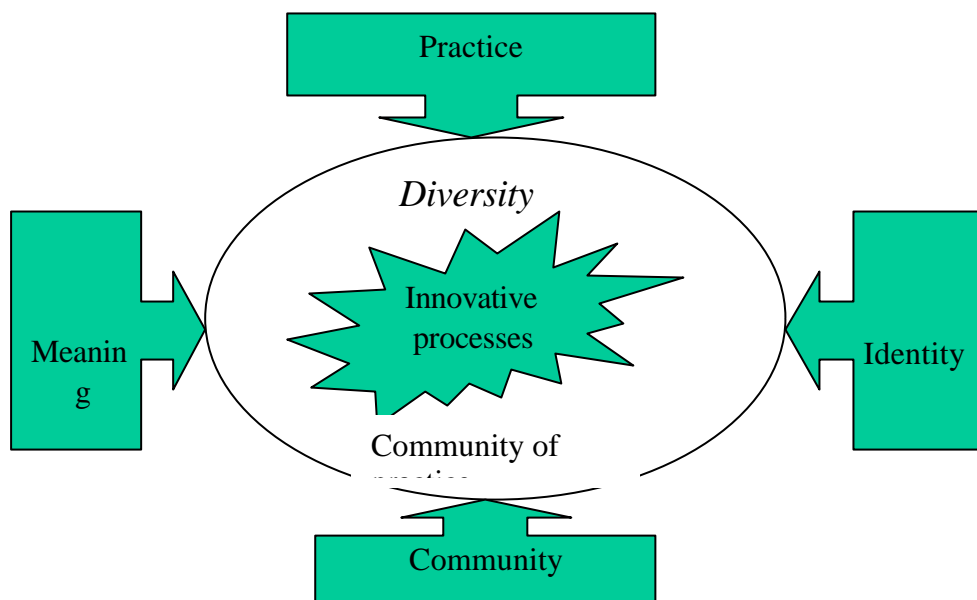 Practice
Diversity
Innovative
processes
Meanin
g
Identity
Community of
Community